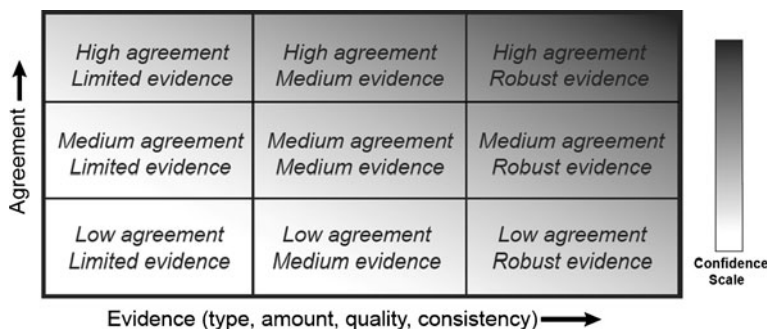 High agreement
Limited evidence
High agreement
Medium evidence
High agreement
Robust evidence
Medium agreement
Limited evidence
Medium agreement
Medium evidence
Medium agreement
Robust evidence
Low agreement
Limited evidence
Low agreement
Medium evidence
Low agreement
Robust evidence
Agreement
Evidence (type, amount, quality, consistency)
Confidence
Scale